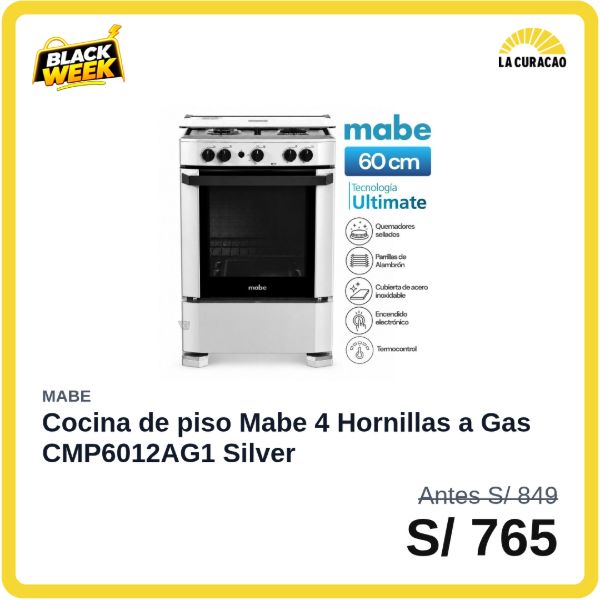 BLACK
WEEK
LA CURACAO
mabe
60 cm
Tecnología
Ultimate
Quemadores
sellados
Parrillas de
Alambrón
Cubierta de acero
inoxidable
Encendido
electrónico
Termocontrol
mabe
MABE
Cocina de piso Mabe 4 Hornillas a Gas
CMP6012AG1 Silver
Antes S/ 849
S/ 765